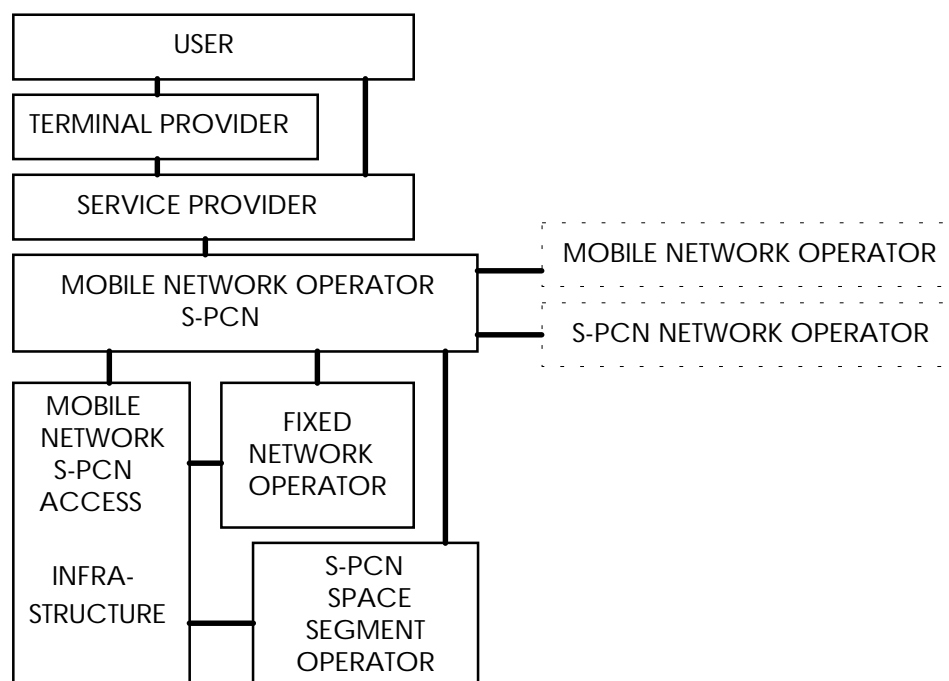 USER
TERMINAL PROVIDER
SERVICE PROVIDER
MOBILE NETWORK OPERATOR
S-PCN
MOBILE NETWORK OPERATOR
S-PCN NETWORK OPERATOR
MOBILE
NETWORK
S-PCN
ACCESS
INFRA-
STRUCTURE
FIXED
NETWORK
OPERATOR
S-PCN
SPACE
SEGMENT
OPERATOR